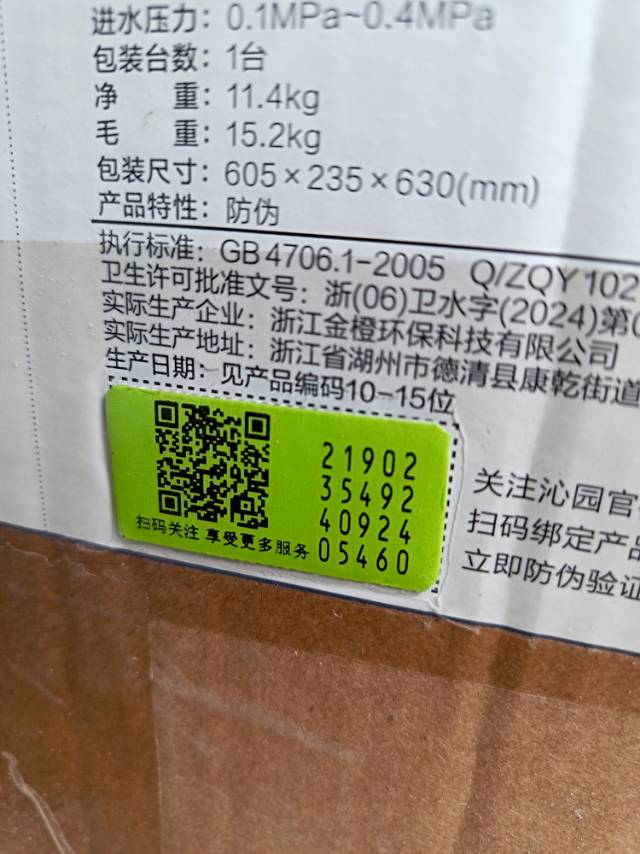 进水压力：0.1MPa~0.4MPa
包装台数：1台
净 重：11.4kg
毛 重：15.2kg
包装尺寸：605×235×630(mm)
产品特性：防伪
执行标准：GB 4706.1-2005 Q/ZQY 102
卫生许可批准文号：浙(06)卫水字(2024)第0
实际生产企业：浙江金橙环保科技有限公司
实际生产地址：浙江省湖州市德清县康乾街道
生产日期：见产品编码10-15位
21902
35492
40924
05460
扫码关注 享受更多服务
关注沁园官
扫码绑定产品
立即防伪验证